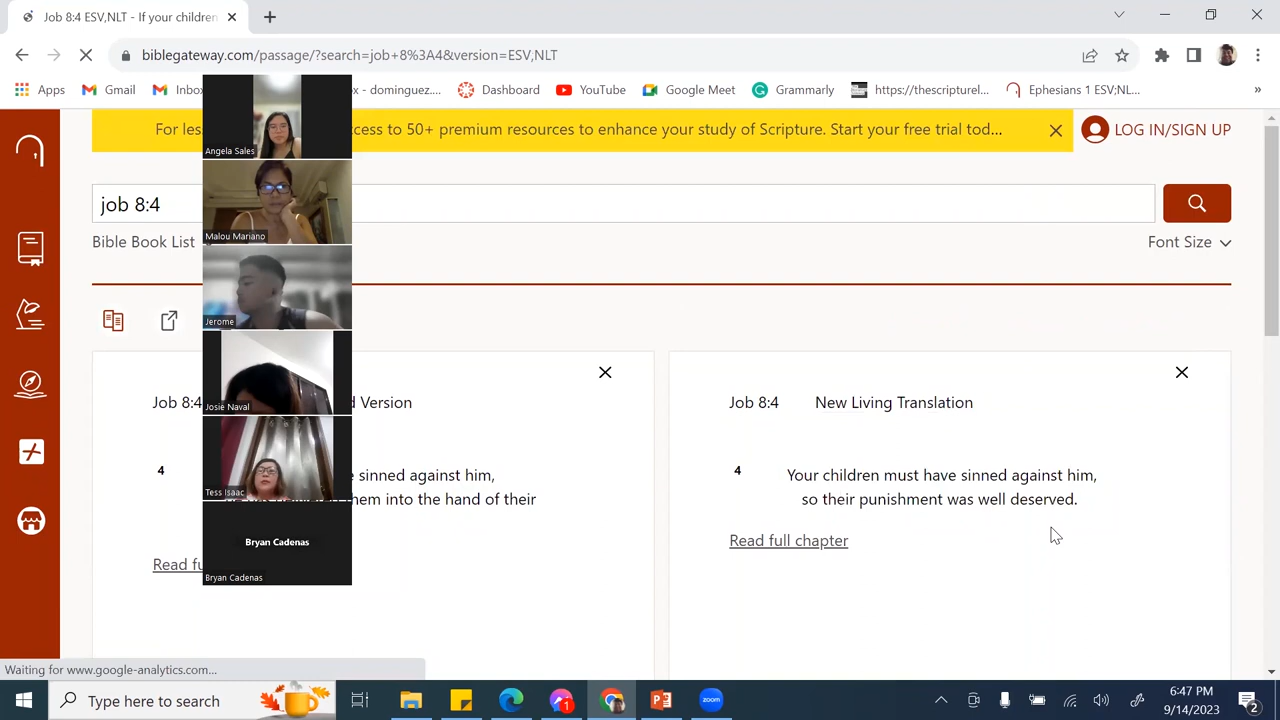 Job 8:4 ESV,NLT - If your children
biblegateway.com/passage/?search=job+8%3A4&version=ESV,NLT
Apps Gmail Inbo x - dominguez.... Dashboard YouTube Google Meet Grammarly https://thescripturel... Ephesians 1 ESV;NL... »
For les ccess to 50+ premium resources to enhance your study of Scripture. Start your free trial tod... LOG IN/SIGN UP
Angela Sales
job 8:4
Malou Mariano
Bible Book List Font Size
Jerome
Job 8:4 d Version
Josie Naval
Job 8:4 New Living Translation
4 e sinned against him,
em into the hand of their
Tess Isaac
Read fu
4 Your children must have sinned against him,
so their punishment was well deserved.
Read full chapter
Bryan Cadenas
Bryan Cadenas
Waiting for www.google-analytics.com...
Type here to search
1
zoom
6:47 PM
9/14/2023
2